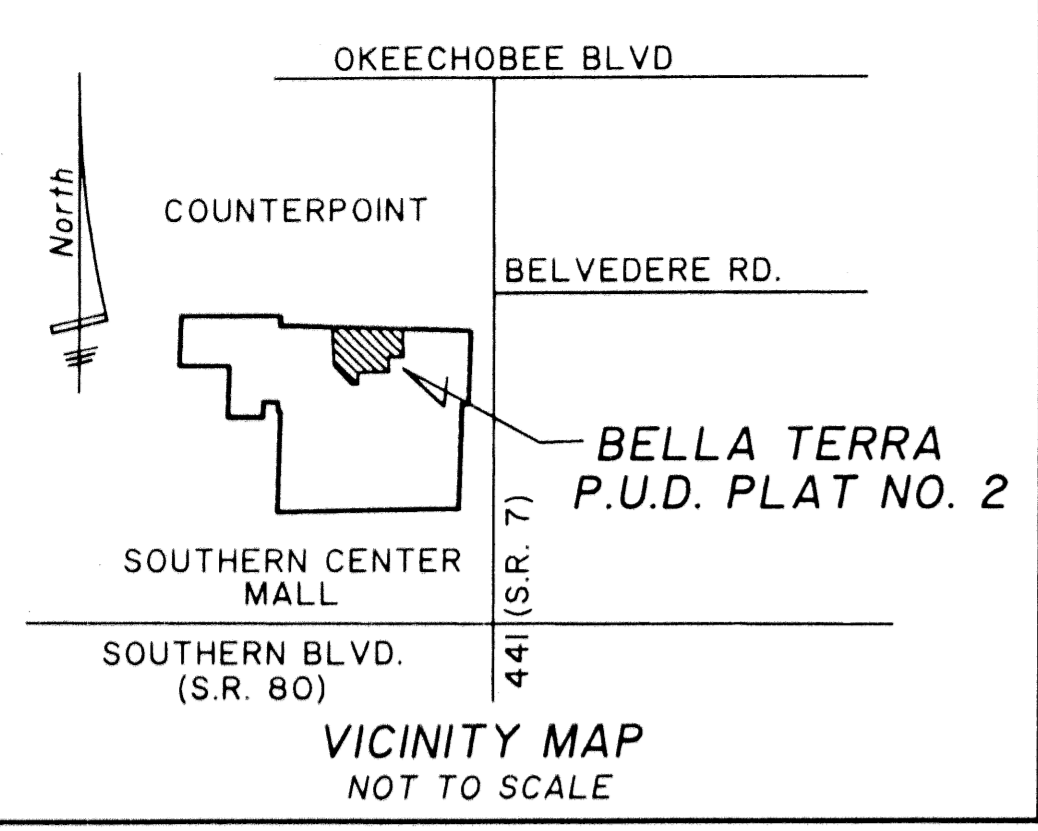 OKEECHOBEE BLVD
North
COUNTERPOINT
BELVEDERE RD.
BELLA TERRA
P.U.D. PLAT NO. 2
441 (S.R. 7)
SOUTHERN CENTER
MALL
SOUTHERN BLVD.
(S.R. 80)
VICINITY MAP
NOT TO SCALE